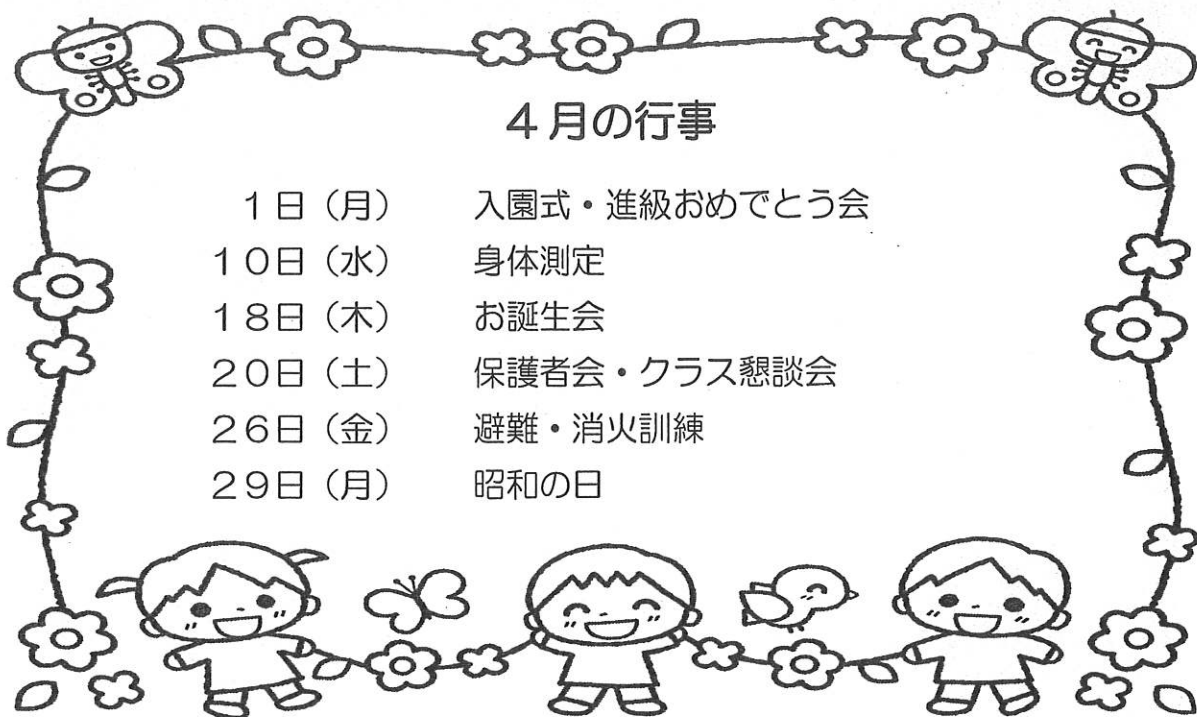 ４月の行事
１日（月）　入園式・進級おめでとう会
１０日（水）　身体測定
１８日（木）　お誕生会
２０日（土）　保護者会・クラス懇談会
２６日（金）　避難・消火訓練
２９日（月）　昭和の日